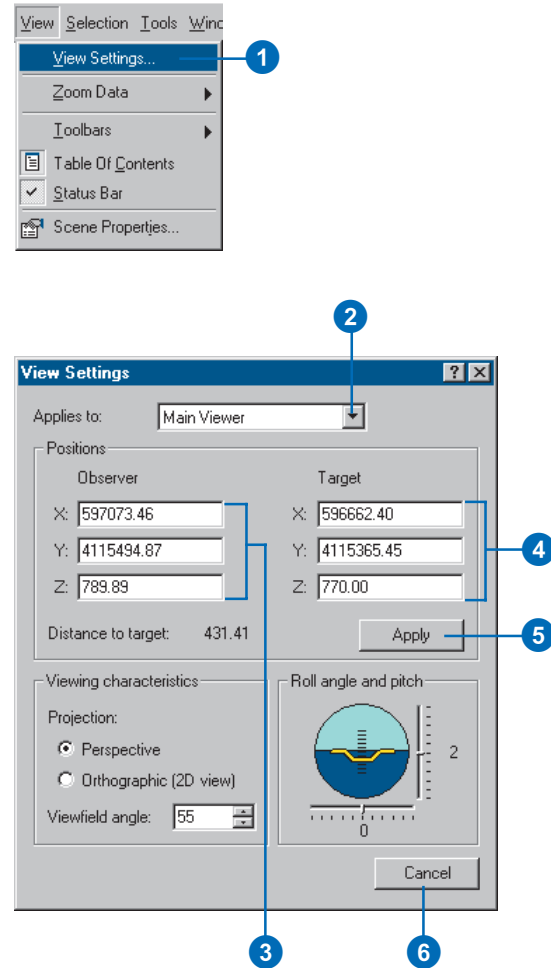 View Selection Tools Winc
View Settings... 1
Zoom Data
Toolbars
Table Of Contents
Status Bar
Scene Properties...
2
View Settings ? X
Applies to: Main Viewer
Positions
Observer Target
X: 597073.46 X: 596662.40
Y: 4115494.87 Y: 4115365.45 4
Z: 789.89 Z: 770.00
Distance to target: 431.41 Apply 5
Viewing characteristics Roll angle and pitch
Projection:
Perspective 2
Orthographic (2D view)
Viewfield angle: 55
0
Cancel
3 6